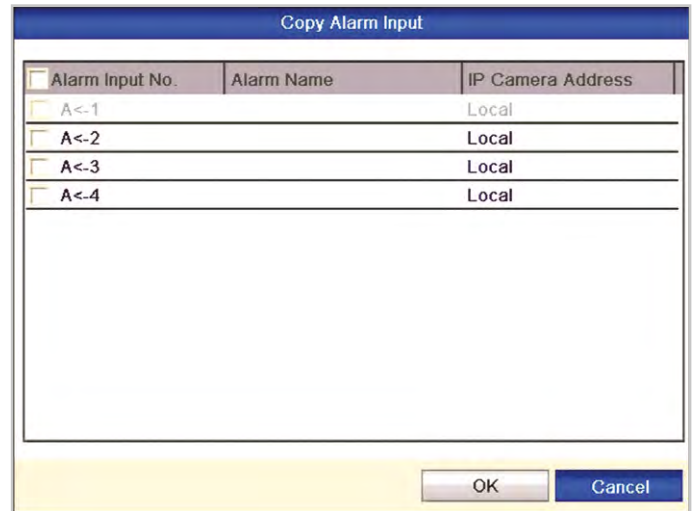 Copy Alarm Input
Alarm Input No. Alarm Name IP Camera Address
A<-1 Local
A<-2 Local
A<-3 Local
A<-4 Local
OK Cancel